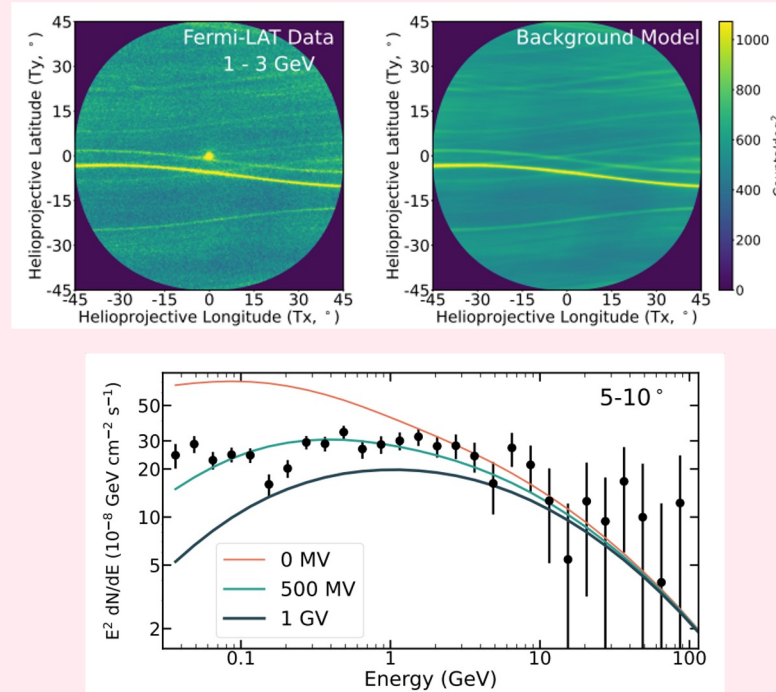 Fermi-LAT Data
1 - 3 GeV
Helioprojective Latitude (Ty, °)
45
30
15
0
-15
-30
-45
-45 -30 -15 0 15 30 45
Helioprojective Longitude (Tx, °)
Background Model
Helioprojective Latitude (Ty, °)
45
30
15
0
-15
-30
-45
-45 -30 -15 0 15 30 45
Helioprojective Longitude (Tx, °)
1000
800
600
400
200
0
5-10°
E² dN/dE (10⁻⁸ GeV cm⁻² s⁻¹)
50
30
20
10
5
2
0 MV
500 MV
1 GV
0.1 1 10 100
Energy (GeV)